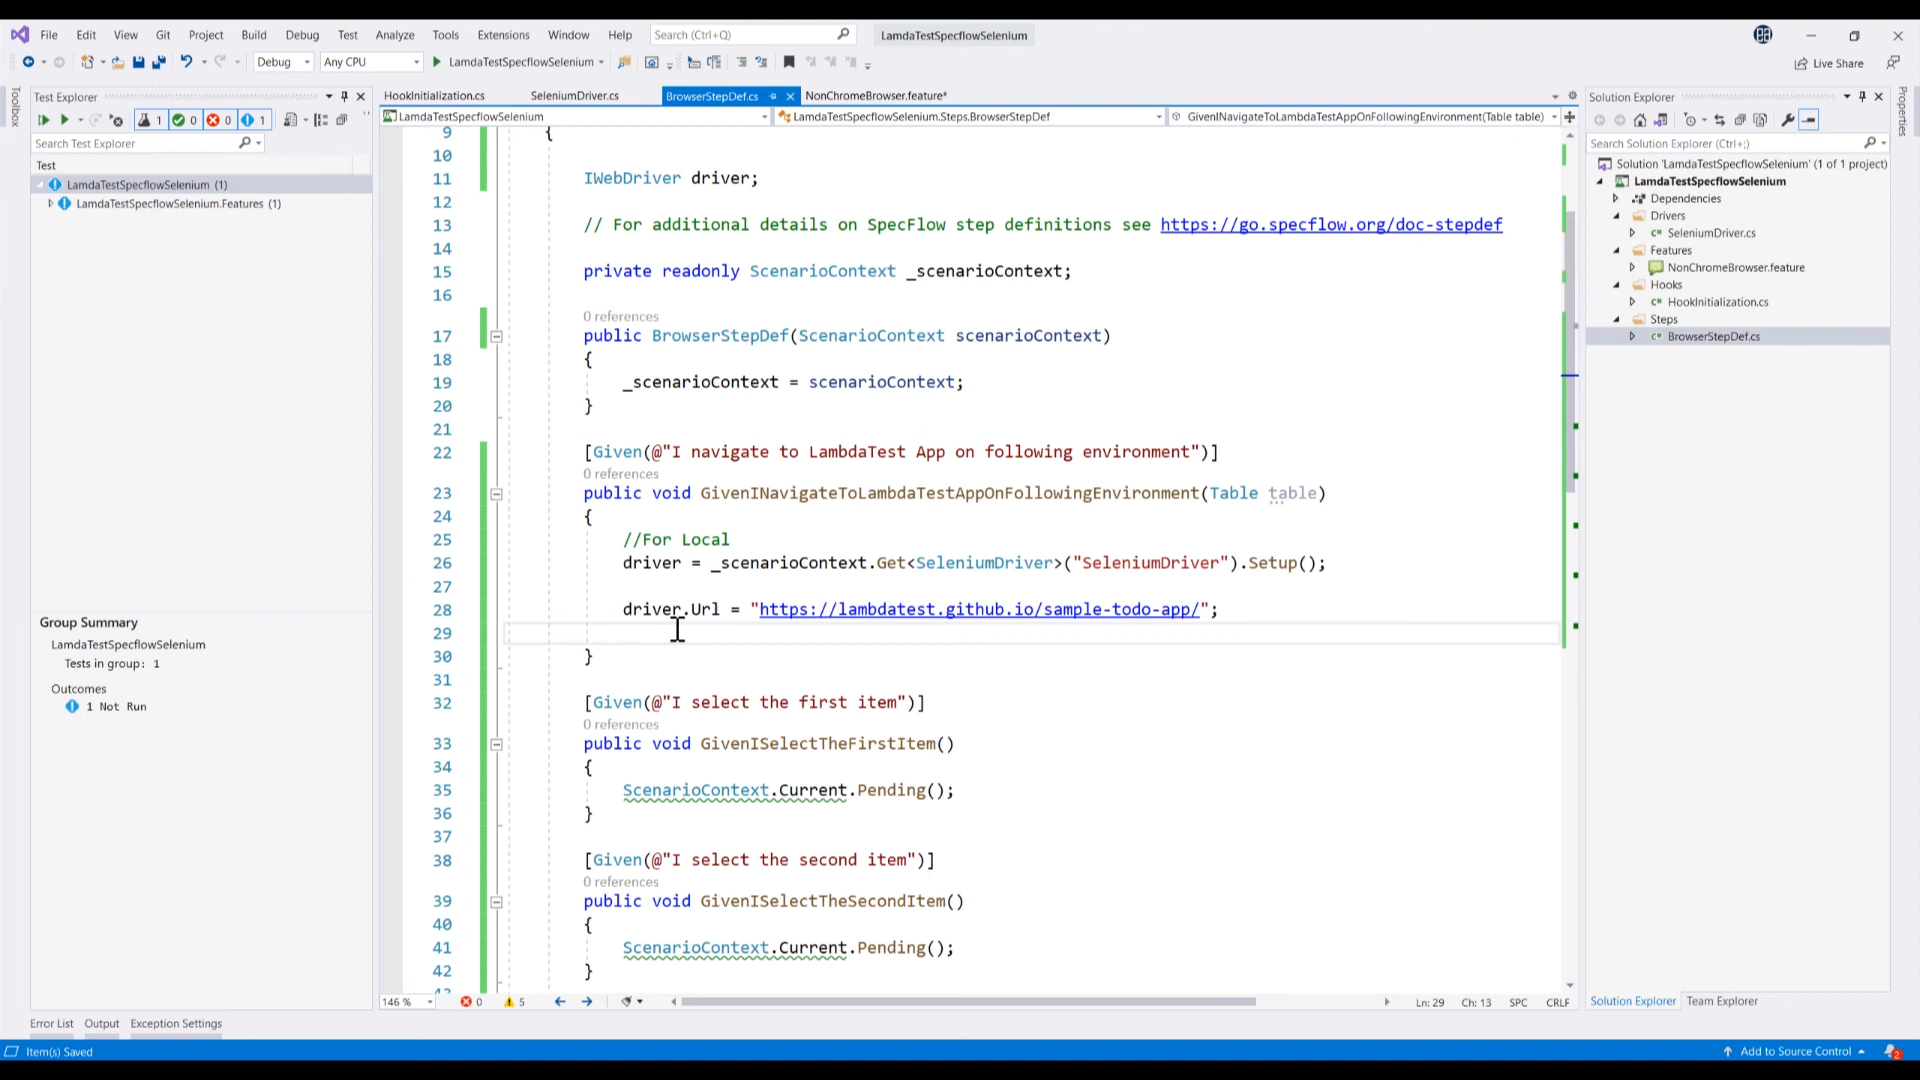 File Edit View Git Project Build Debug Test Analyze Tools Extensions Window Help Search (Ctrl+Q) LamdaTestSpecflowSelenium
Debug Any CPU LamdaTestSpecflowSelenium Live Share
Toolbox
Test Explorer
1 0 0 1
Search Test Explorer
Test
LamdaTestSpecflowSelenium (1)
LamdaTestSpecflowSelenium.Features (1)
Group Summary
LamdaTestSpecflowSelenium
Tests in group: 1
Outcomes
1 Not Run
HookInitialization.cs SeleniumDriver.cs BrowserStepDef.cs NonChromeBrowser.feature*
LamdaTestSpecflowSelenium LamdaTestSpecflowSelenium.Steps.BrowserStepDef GivenINavigateToLambdaTestAppOnFollowingEnvironment(Table table)
9 {
10
11 IWebDriver driver;
12
13 // For additional details on SpecFlow step definitions see https://go.specflow.org/doc-stepdef
14
15 private readonly ScenarioContext _scenarioContext;
16
0 references
17 public BrowserStepDef(ScenarioContext scenarioContext)
18 {
19 _scenarioContext = scenarioContext;
20 }
21
22 [Given(@"I navigate to LambdaTest App on following environment")]
0 references
23 public void GivenINavigateToLambdaTestAppOnFollowingEnvironment(Table table)
24 {
25 //For Local
26 driver = _scenarioContext.Get<SeleniumDriver>("SeleniumDriver").Setup();
27
28 driver.Url = "https://lambdatest.github.io/sample-todo-app/";
29
30 }
31
32 [Given(@"I select the first item")]
0 references
33 public void GivenISelectTheFirstItem()
34 {
35 ScenarioContext.Current.Pending();
36 }
37
38 [Given(@"I select the second item")]
0 references
39 public void GivenISelectTheSecondItem()
40 {
41 ScenarioContext.Current.Pending();
42 }
146 % 0 5 Ln: 29 Ch: 13 SPC CRLF
Solution Explorer
Search Solution Explorer (Ctrl+;)
Solution 'LamdaTestSpecflowSelenium' (1 of 1 project)
LamdaTestSpecflowSelenium
Dependencies
Drivers
C# SeleniumDriver.cs
Features
NonChromeBrowser.feature
Hooks
C# HookInitialization.cs
Steps
C# BrowserStepDef.cs
Solution Explorer Team Explorer
Properties
Error List Output Exception Settings
Item(s) Saved Add to Source Control 2